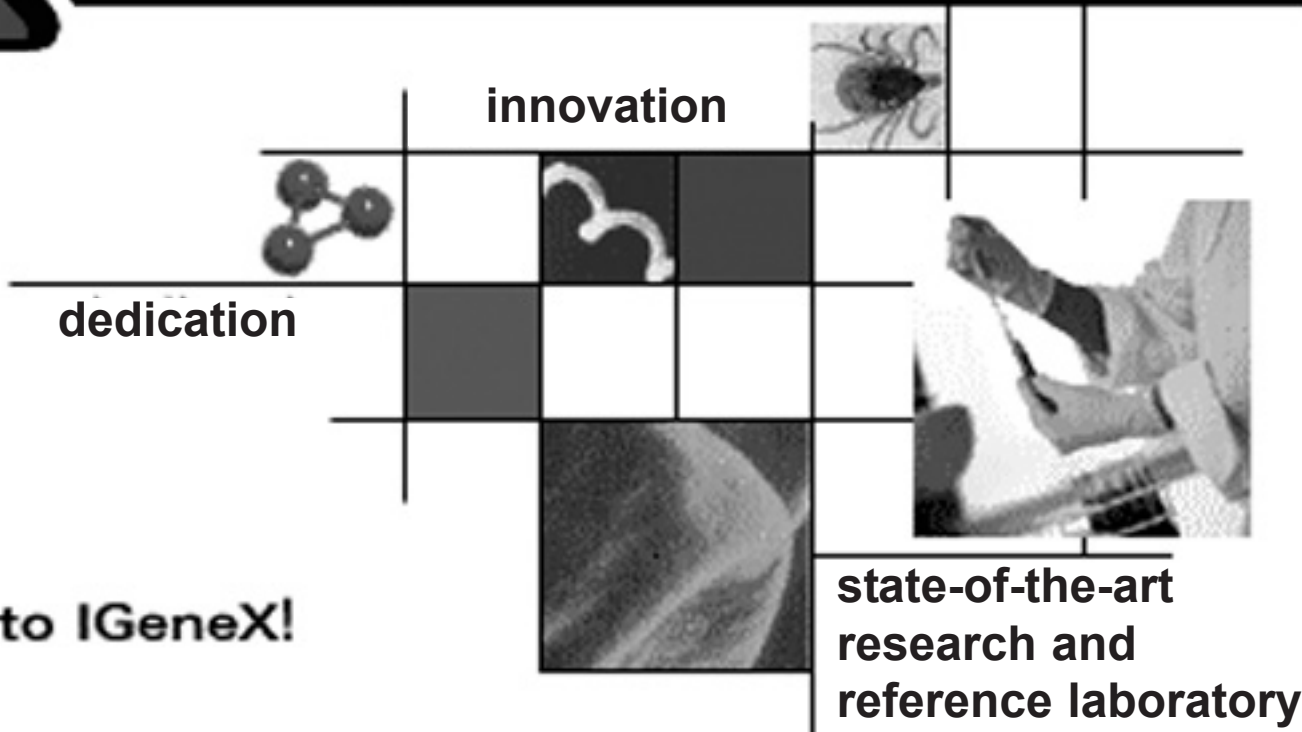 innovation
dedication
to IGeneX!
state-of-the-art
research and
reference laboratory